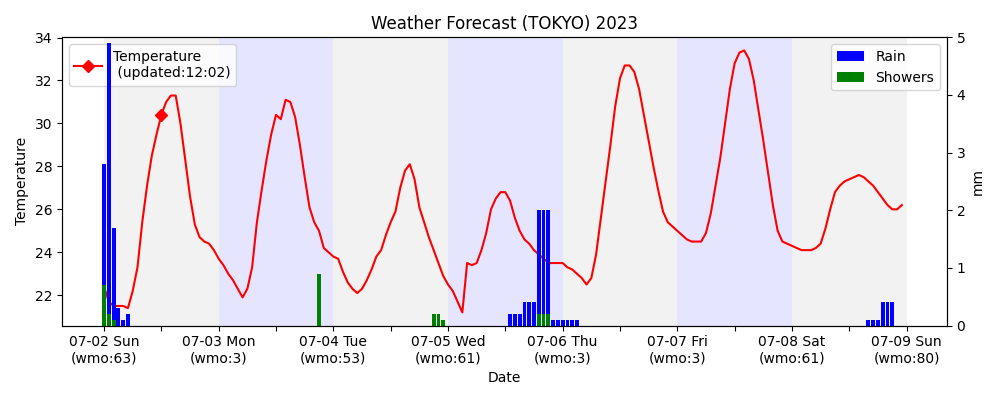 Weather Forecast (TOKYO) 2023
Temperature
(updated:12:02)
Rain
Showers
34
32
30
28
26
24
22
Temperature
5
4
3
2
1
0
mm
07-02 Sun
(wmo:63)
07-03 Mon
(wmo:3)
07-04 Tue
(wmo:53)
07-05 Wed
(wmo:61)
07-06 Thu
(wmo:3)
07-07 Fri
(wmo:3)
07-08 Sat
(wmo:61)
07-09 Sun
(wmo:80)
Date